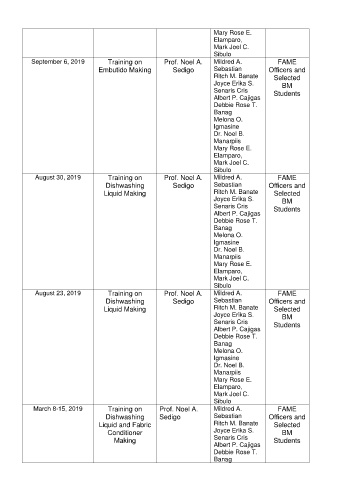 Mary Rose E.
Elamparo,
Mark Joel C.
Sibulo
September 6, 2019
Training on
Embutido Making
Prof. Noel A.
Sedigo
Mildred A.
Sebastian
Ritch M. Banate
Joyce Erika S.
Senaris Cris
Albert P. Cajigas
Debbie Rose T.
Banag
Melona O.
Igmasine
Dr. Noel B.
Manarpiis
Mary Rose E.
Elamparo,
Mark Joel C.
Sibulo
FAME
Officers and
Selected
BM
Students
August 30, 2019
Training on
Dishwashing
Liquid Making
Prof. Noel A.
Sedigo
Mildred A.
Sebastian
Ritch M. Banate
Joyce Erika S.
Senaris Cris
Albert P. Cajigas
Debbie Rose T.
Banag
Melona O.
Igmasine
Dr. Noel B.
Manarpiis
Mary Rose E.
Elamparo,
Mark Joel C.
Sibulo
FAME
Officers and
Selected
BM
Students
August 23, 2019
Training on
Dishwashing
Liquid Making
Prof. Noel A.
Sedigo
Mildred A.
Sebastian
Ritch M. Banate
Joyce Erika S.
Senaris Cris
Albert P. Cajigas
Debbie Rose T.
Banag
Melona O.
Igmasine
Dr. Noel B.
Manarpiis
Mary Rose E.
Elamparo,
Mark Joel C.
Sibulo
FAME
Officers and
Selected
BM
Students
March 8-15, 2019
Training on
Dishwashing
Liquid and Fabric
Conditioner
Making
Prof. Noel A.
Sedigo
Mildred A.
Sebastian
Ritch M. Banate
Joyce Erika S.
Senaris Cris
Albert P. Cajigas
Debbie Rose T.
Banag
FAME
Officers and
Selected
BM
Students